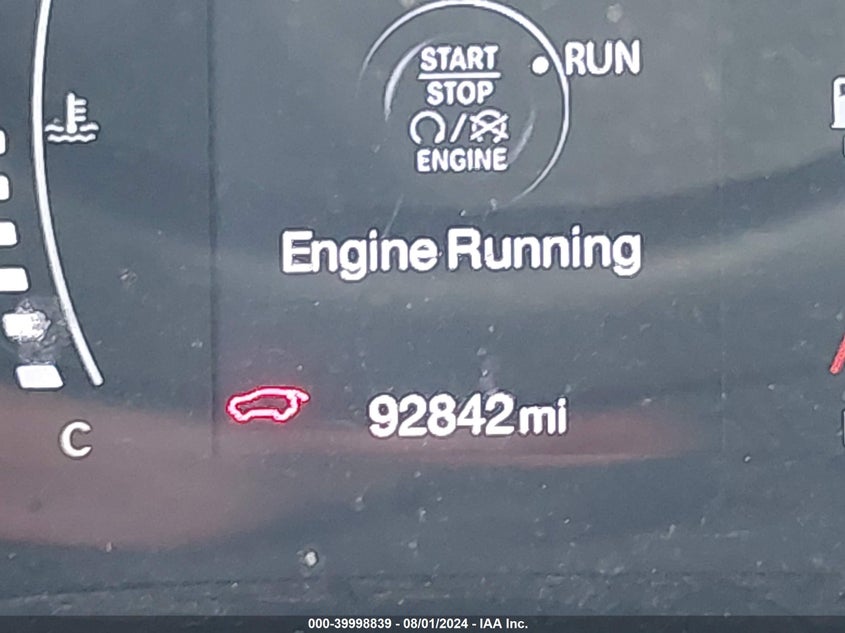 START
STOP
ENGINE
RUN
Engine Running
92842mi
C
000-39998839 - 08/01/2024 - IAA Inc.